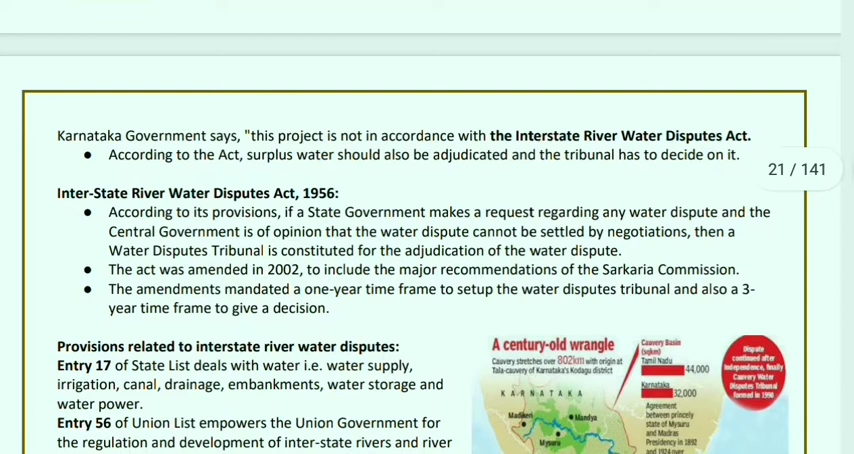 Karnataka Government says, "this project is not in accordance with the Interstate River Water Disputes Act.
● According to the Act, surplus water should also be adjudicated and the tribunal has to decide on it.
21 / 141
Inter-State River Water Disputes Act, 1956:
● According to its provisions, if a State Government makes a request regarding any water dispute and the
Central Government is of opinion that the water dispute cannot be settled by negotiations, then a
Water Disputes Tribunal is constituted for the adjudication of the water dispute.
● The act was amended in 2002, to include the major recommendations of the Sarkaria Commission.
● The amendments mandated a one-year time frame to setup the water disputes tribunal and also a 3-
year time frame to give a decision.
Provisions related to interstate river water disputes:
Entry 17 of State List deals with water i.e. water supply,
irrigation, canal, drainage, embankments, water storage and
water power.
Entry 56 of Union List empowers the Union Government for
the regulation and development of inter-state rivers and river
A century-old wrangle
Cauvery stretches over 802km with origin at
Tala-cauvery of Karnataka's Kodagu district
KARNATAKA
Madikeri
Mandya
Mysuru
Cauvery Basin
(sqkm)
Tamil Nadu
44,000
Karnataka
32,000
Agreement
between princely
state of Mysuru
and Madras
Presidency in 1892
and 1924 over
Dispute
continued after
Independence, finally
Cauvery Water
Disputes Tribunal
formed in 1990